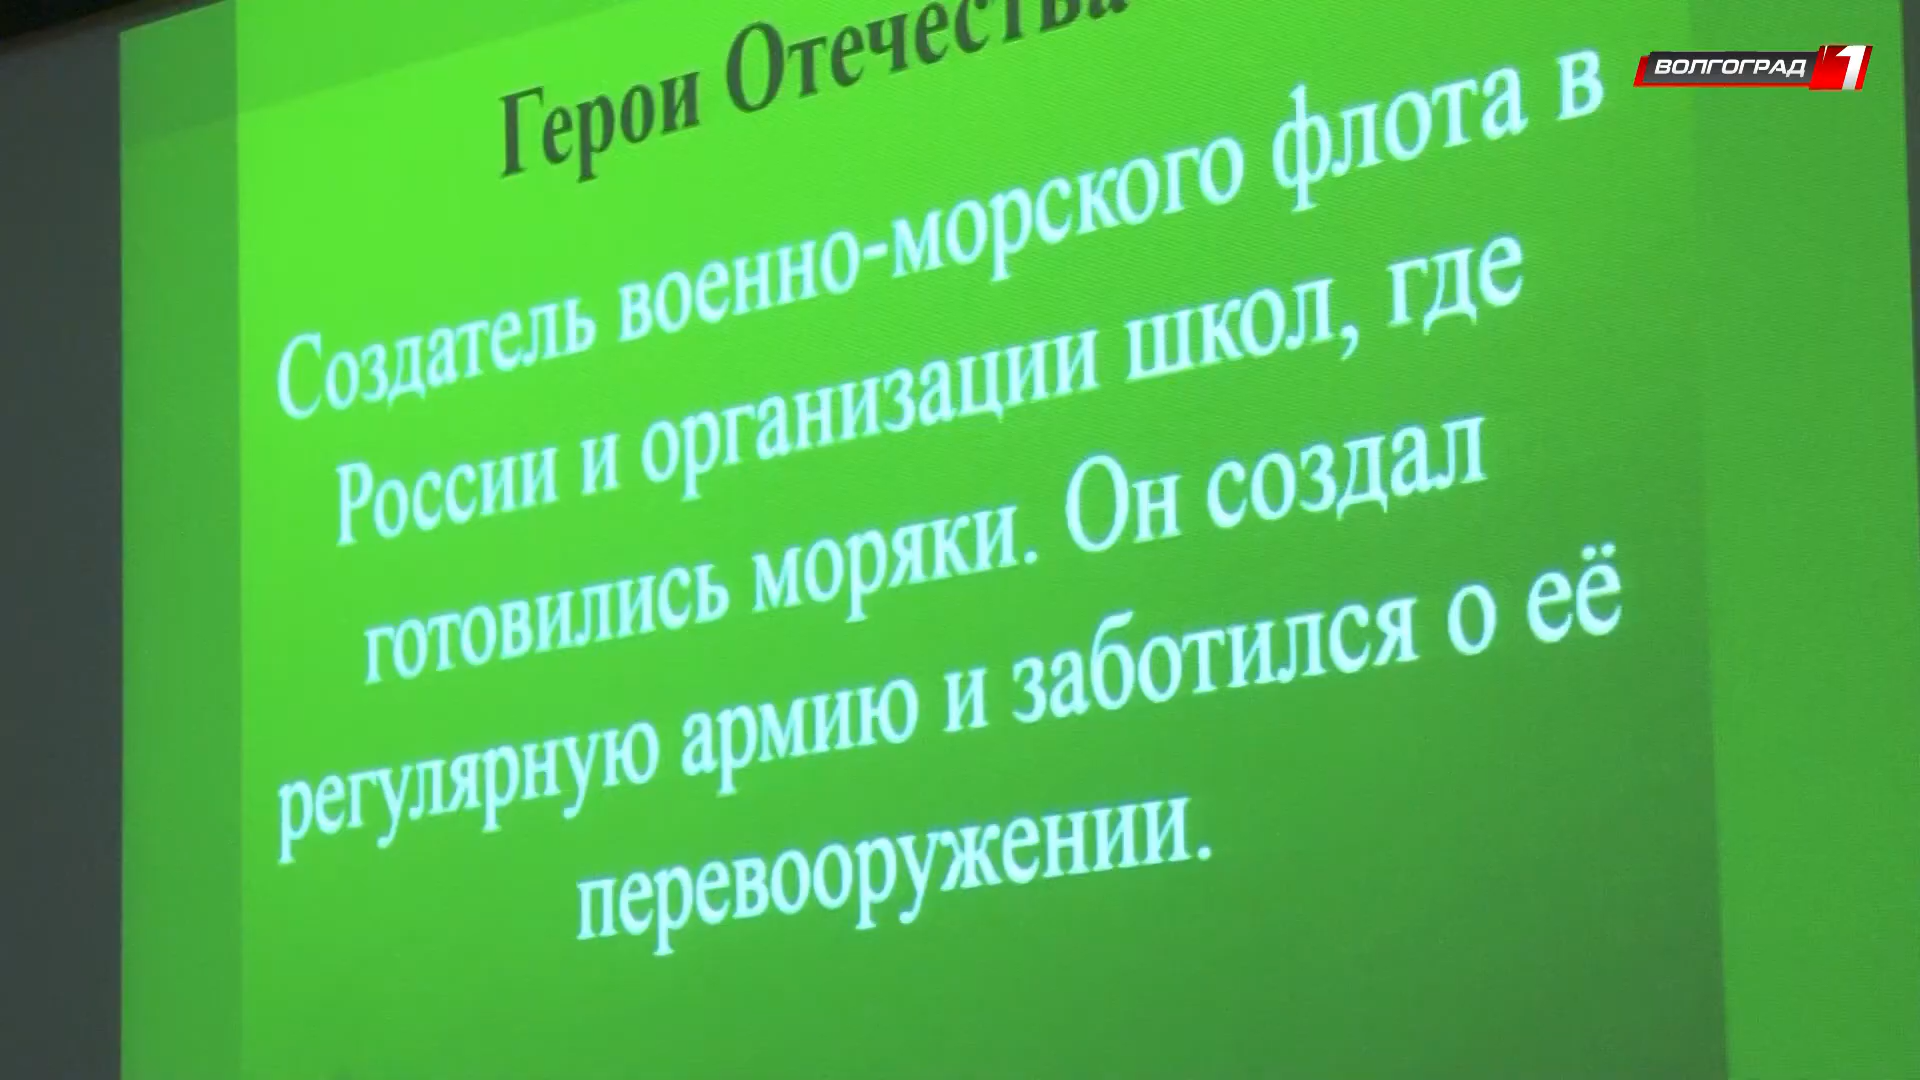 Герои Отечества
ВОЛГОГРАД 1
Создатель военно-морского флота в
России и организации школ, где
готовились моряки. Он создал
регулярную армию и заботился о её
перевооружении.